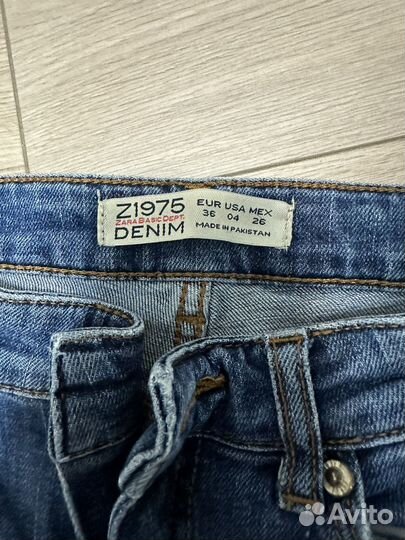 Z1975
ZARA BASIC DEPT.
DENIM
EUR USA MEX
36 04 26
MADE IN PAKISTAN
Avito